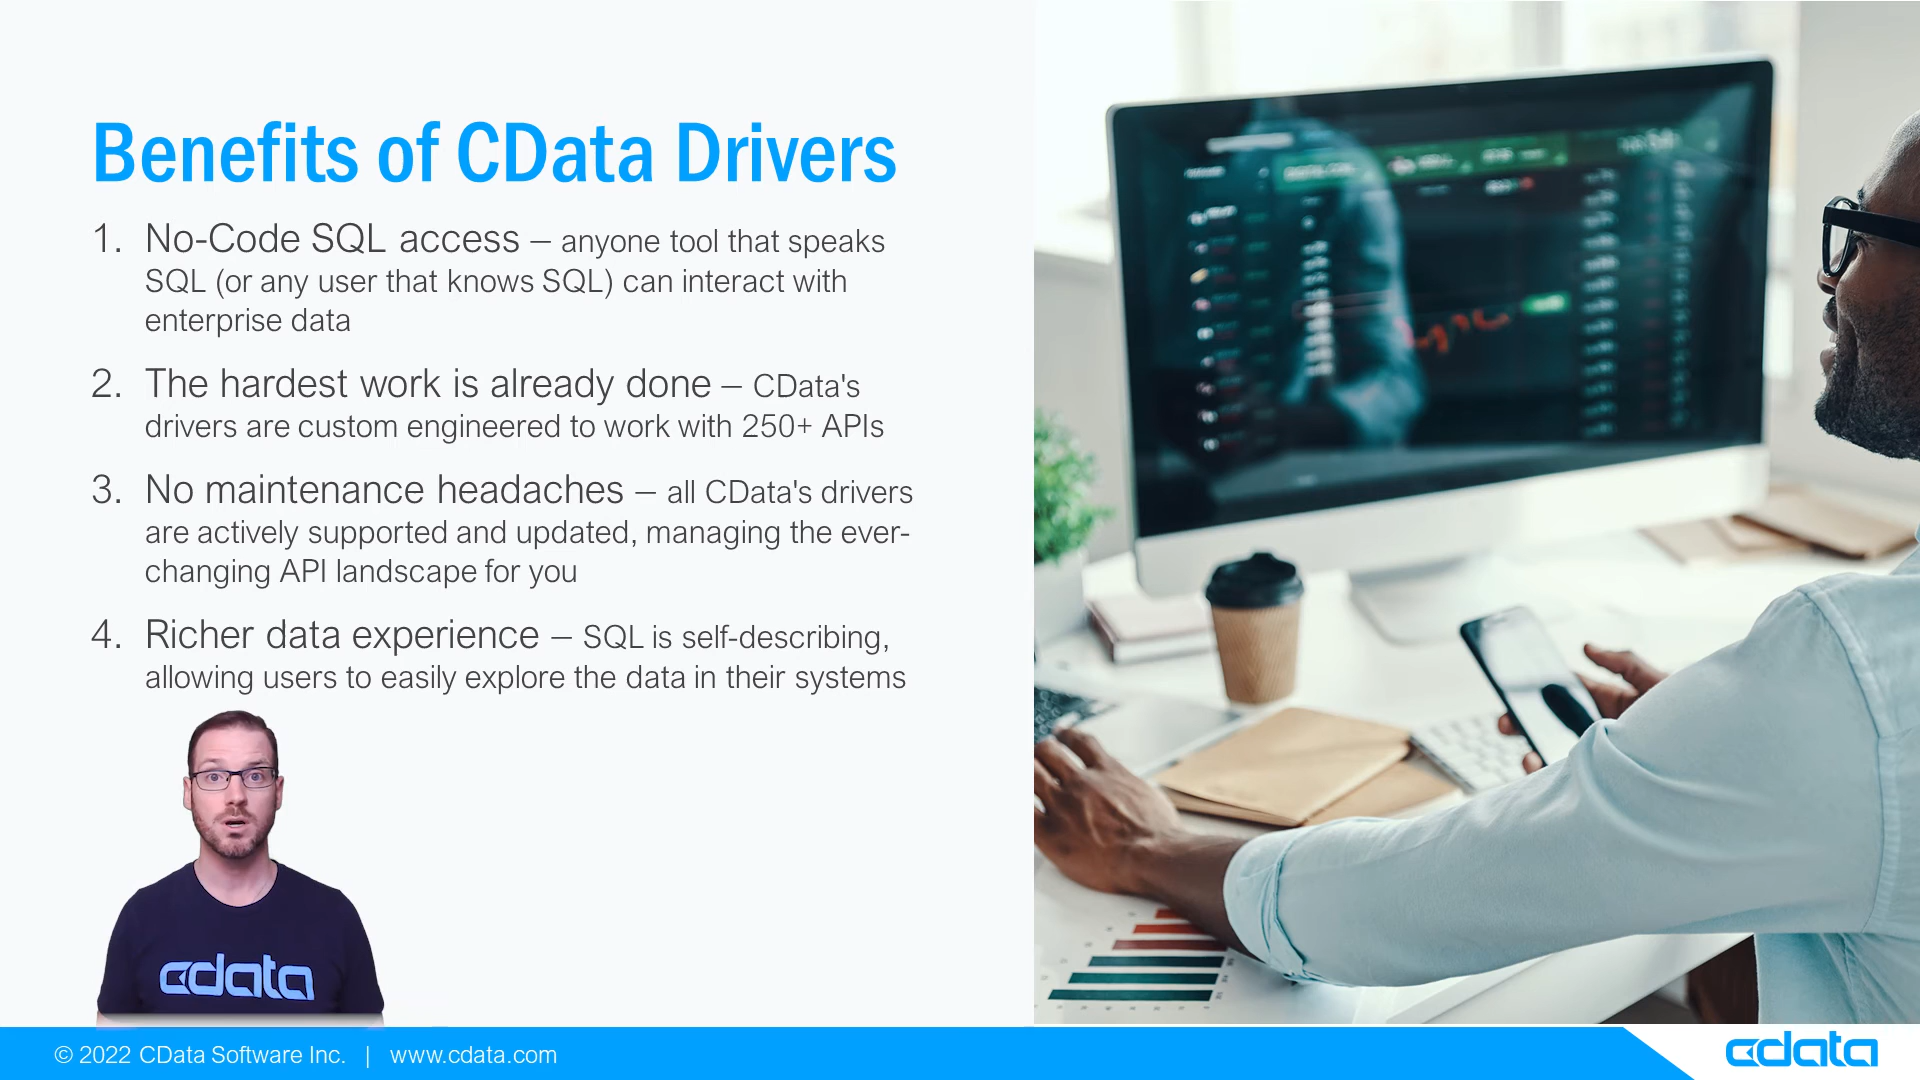 Benefits of CData Drivers
1. No-Code SQL access – anyone tool that speaks
SQL (or any user that knows SQL) can interact with
enterprise data
2. The hardest work is already done – CData's
drivers are custom engineered to work with 250+ APIs
3. No maintenance headaches – all CData's drivers
are actively supported and updated, managing the ever-
changing API landscape for you
4. Richer data experience – SQL is self-describing,
allowing users to easily explore the data in their systems
cdata
© 2022 CData Software Inc. | www.cdata.com
cdata